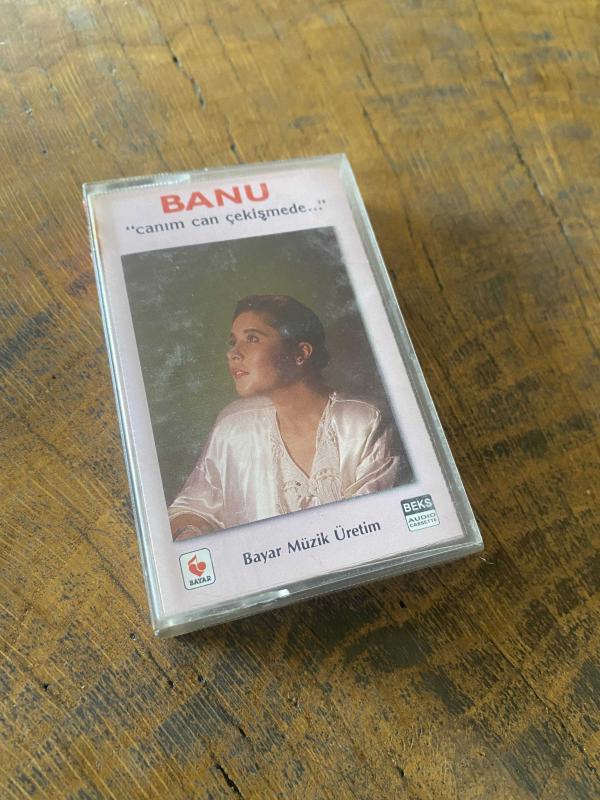 BANU
“canım can çekişmede...”
BEKS
AUDIO
CASSETTE
Bayar Müzik Üretim
BAYAR